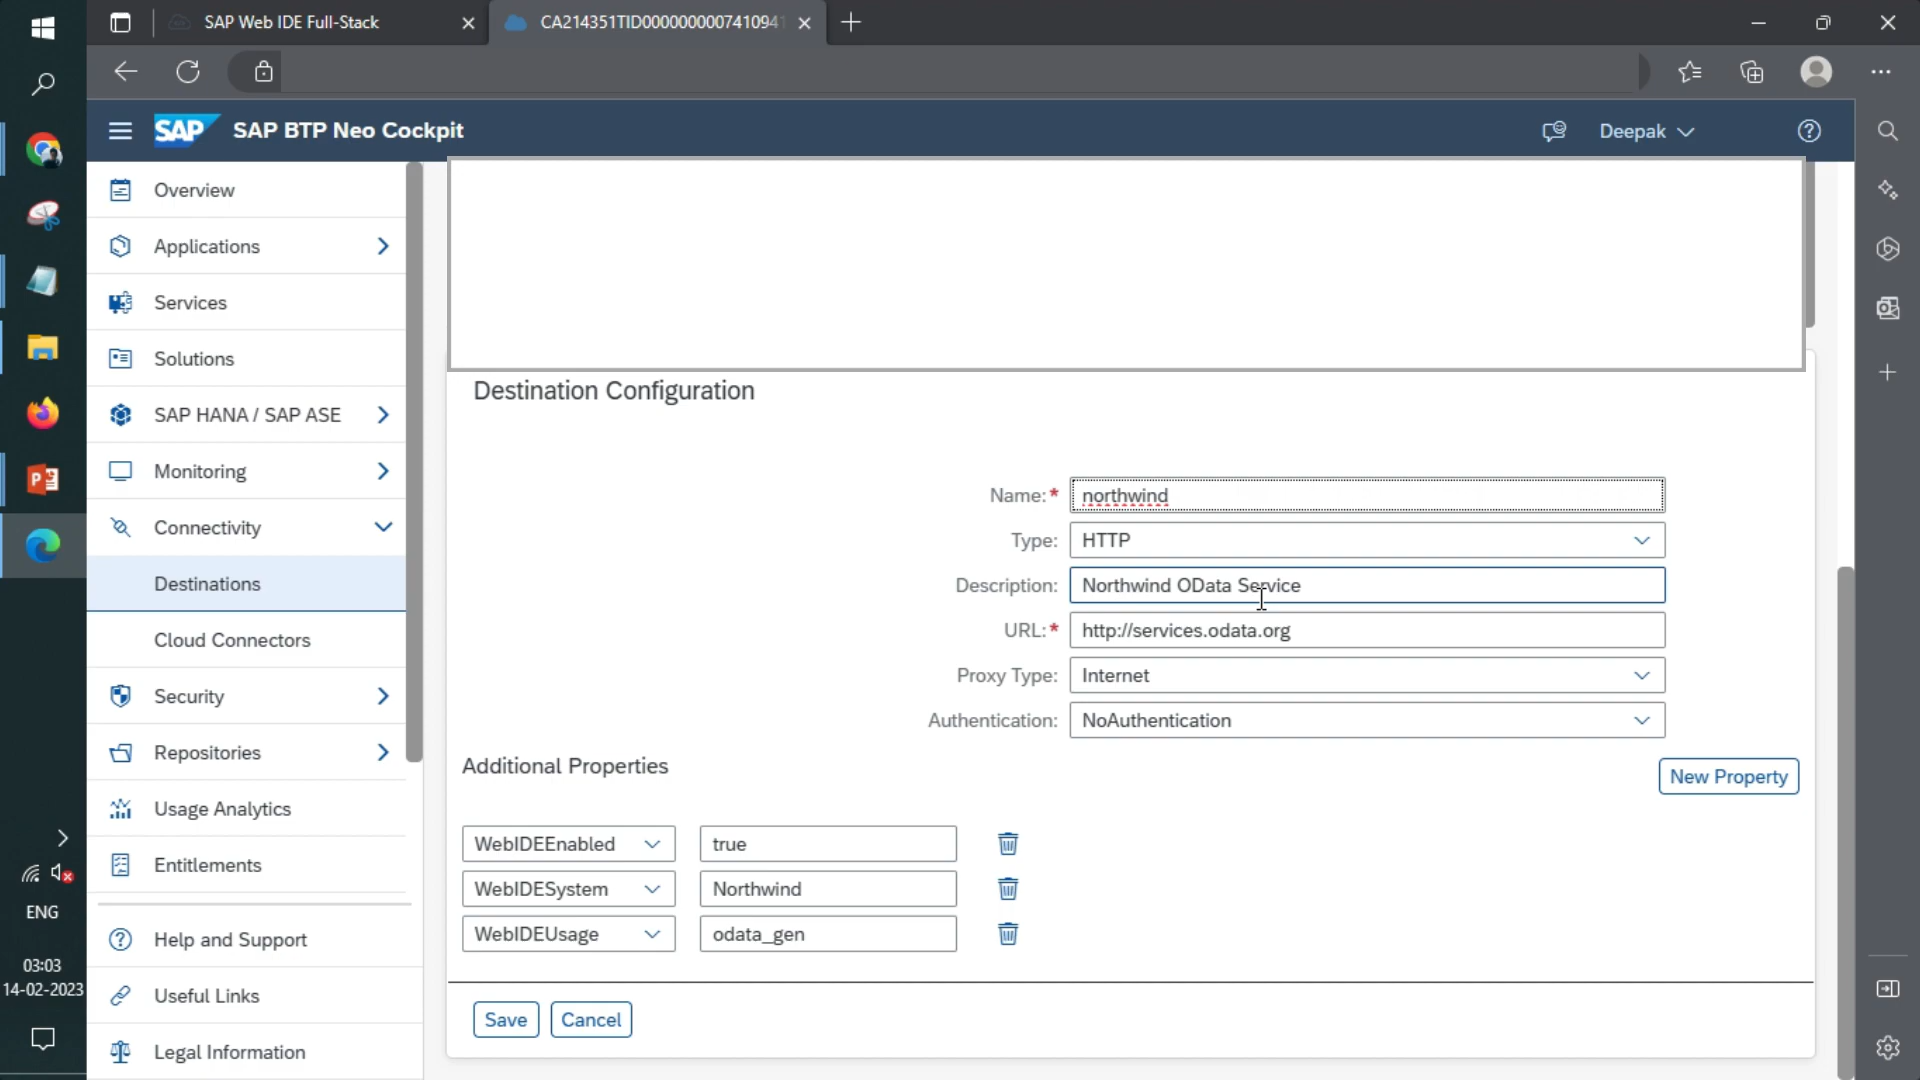 SAP Web IDE Full-Stack
CA214351TID000000000741094
SAP SAP BTP Neo Cockpit
Deepak
Overview
Applications
Services
Solutions
SAP HANA / SAP ASE
Monitoring
Connectivity
Destinations
Cloud Connectors
Security
Repositories
Usage Analytics
Entitlements
Help and Support
Useful Links
Legal Information
Destination Configuration
Name:* northwind
Type: HTTP
Description: Northwind OData Service
URL:* http://services.odata.org
Proxy Type: Internet
Authentication: NoAuthentication
Additional Properties
New Property
WebIDEEnabled true
WebIDESystem Northwind
WebIDEUsage odata_gen
Save Cancel
ENG
03:03
14-02-2023